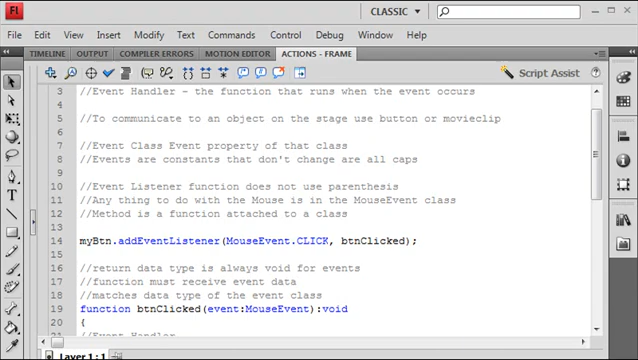 Fl
CLASSIC
File Edit View Insert Modify Text Commands Control Debug Window Help
TIMELINE OUTPUT COMPILER ERRORS MOTION EDITOR ACTIONS - FRAME
Script Assist
3 //Event Handler - the function that runs when the event occurs
4
5 //To communicate to an object on the stage use button or movieclip
6
7 //Event Class Event property of that class
8 //Events are constants that don't change are all caps
9
10 //Event Listener function does not use parenthesis
11 //Any thing to do with the Mouse is in the MouseEvent class
12 //Method is a function attached to a class
13
14 myBtn.addEventListener(MouseEvent.CLICK, btnClicked);
15
16 //return data type is always void for events
17 //function must receive event data
18 //matches data type of the event class
19 function btnClicked(event:MouseEvent):void
20 {
21 //Event Handler
Layer 1 : 1